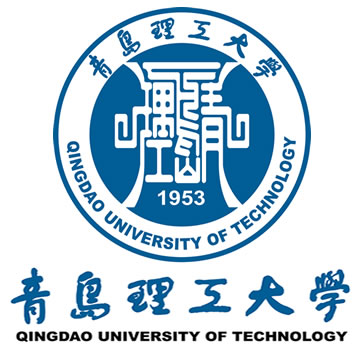 青島理工大學
1953
QINGDAO UNIVERSITY OF TECHNOLOGY
青島理工大學
QINGDAO UNIVERSITY OF TECHNOLOGY